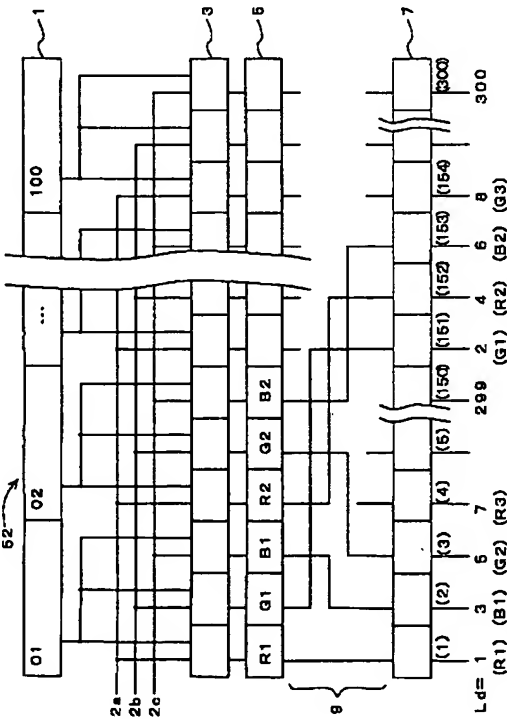 52
1
01 02 ... 100
2a
2b
2c
3
5
R1 G1 B1 R2 G2 B2
9
7
(1) (2) (3) (4) (5) (150) (151) (152) (153) (154) (300)
Ld= 1 3 5 7 299 2 4 6 8 300
(R1) (B1) (G2) (R3) (G1) (R2) (B2) (G3)